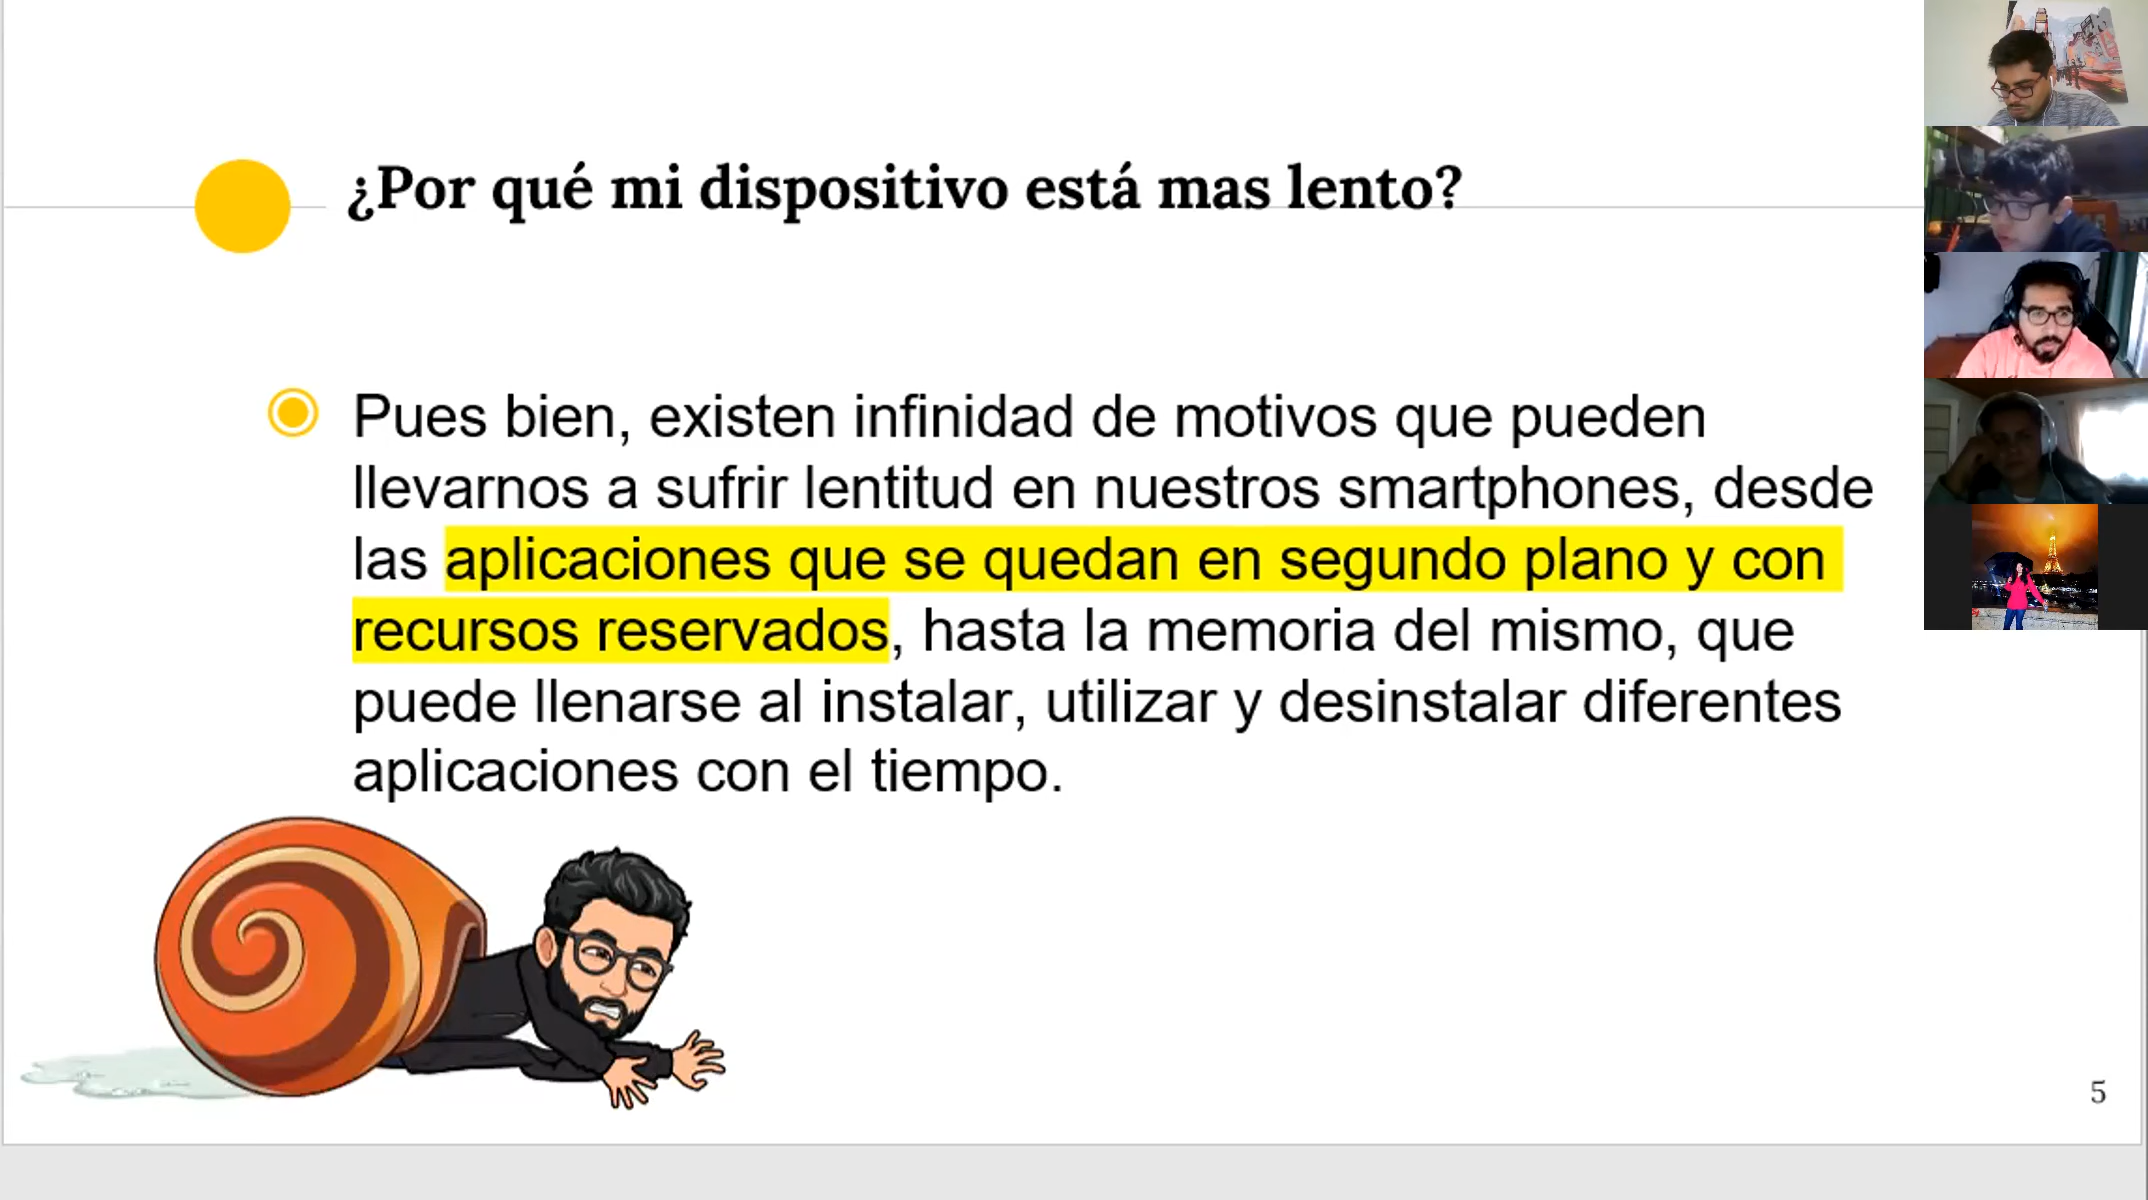 ¿Por qué mi dispositivo está mas lento?
Pues bien, existen infinidad de motivos que pueden
llevarnos a sufrir lentitud en nuestros smartphones, desde
las aplicaciones que se quedan en segundo plano y con
recursos reservados, hasta la memoria del mismo, que
puede llenarse al instalar, utilizar y desinstalar diferentes
aplicaciones con el tiempo.
5